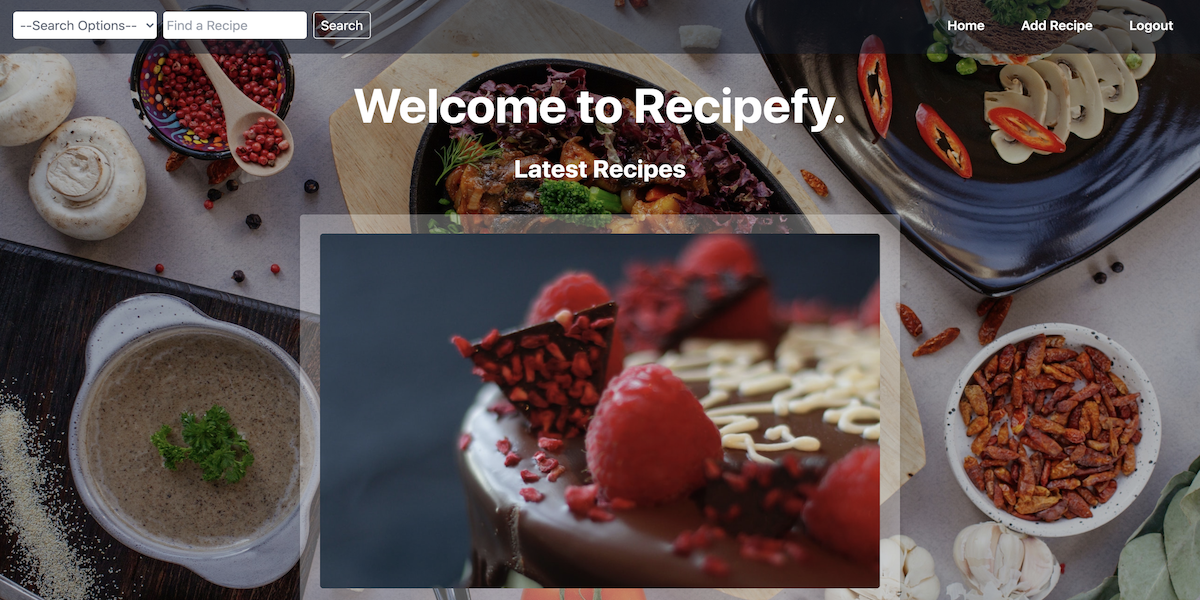 --Search Options-- Find a Recipe Search Home Add Recipe Logout
Welcome to Recipefy.
Latest Recipes